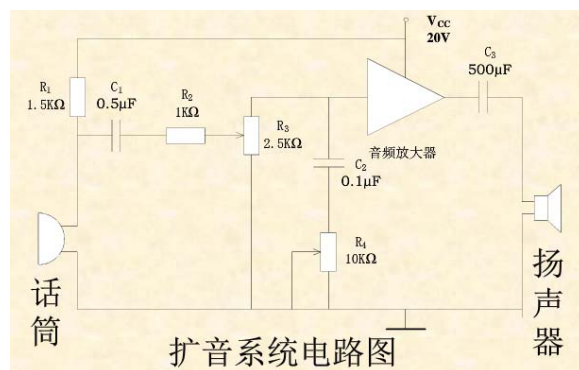 Vcc
20V
C₃
500μF
R₁
1.5KΩ
C₁
0.5μF
R₂
1KΩ
R₃
2.5KΩ
音频放大器
C₂
0.1μF
R₄
10KΩ
话筒
扬声器
扩音系统电路图